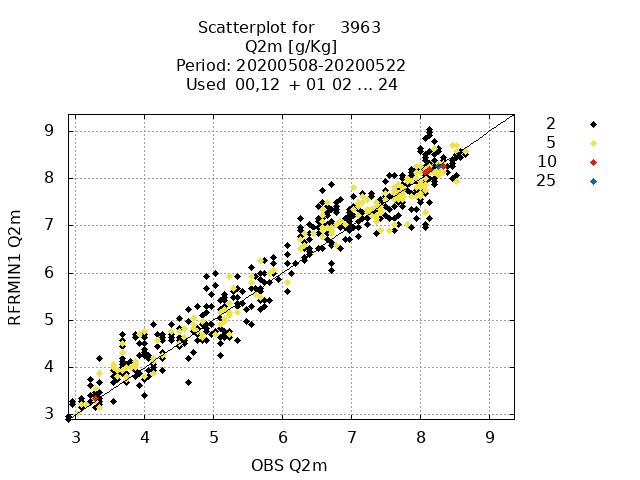 Scatterplot for 3963
Q2m [g/Kg]
Period: 20200508-20200522
Used 00,12 + 01 02 ... 24
2
5
10
25
RFRMIN1 Q2m
9
8
7
6
5
4
3
3 4 5 6 7 8 9
OBS Q2m